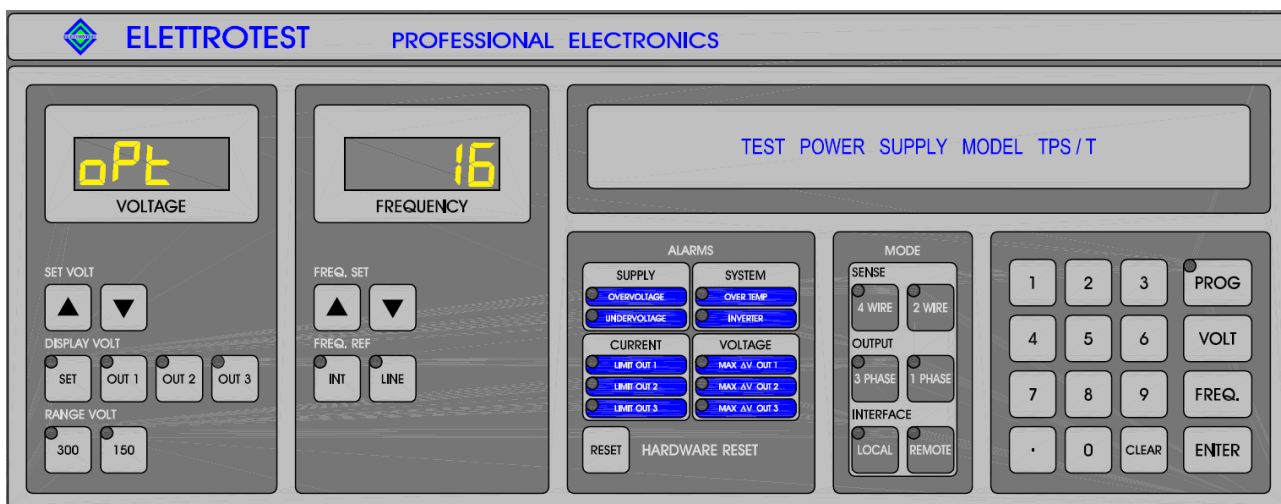 ELETTROTEST PROFESSIONAL ELECTRONICS
oPt
VOLTAGE
SET VOLT
DISPLAY VOLT
SET OUT 1 OUT 2 OUT 3
RANGE VOLT
300 150
16
FREQUENCY
FREQ. SET
FREQ. REF
INT LINE
TEST POWER SUPPLY MODEL TPS / T
ALARMS
SUPPLY SYSTEM
OVERVOLTAGE OVER TEMP
UNDERVOLTAGE INVERTER
CURRENT VOLTAGE
LIMIT OUT 1 MAX ΔV OUT 1
LIMIT OUT 2 MAX ΔV OUT 2
LIMIT OUT 3 MAX ΔV OUT 3
RESET HARDWARE RESET
MODE
SENSE
4 WIRE 2 WIRE
OUTPUT
3 PHASE 1 PHASE
INTERFACE
LOCAL REMOTE
1 2 3 PROG
4 5 6 VOLT
7 8 9 FREQ.
. 0 CLEAR ENTER